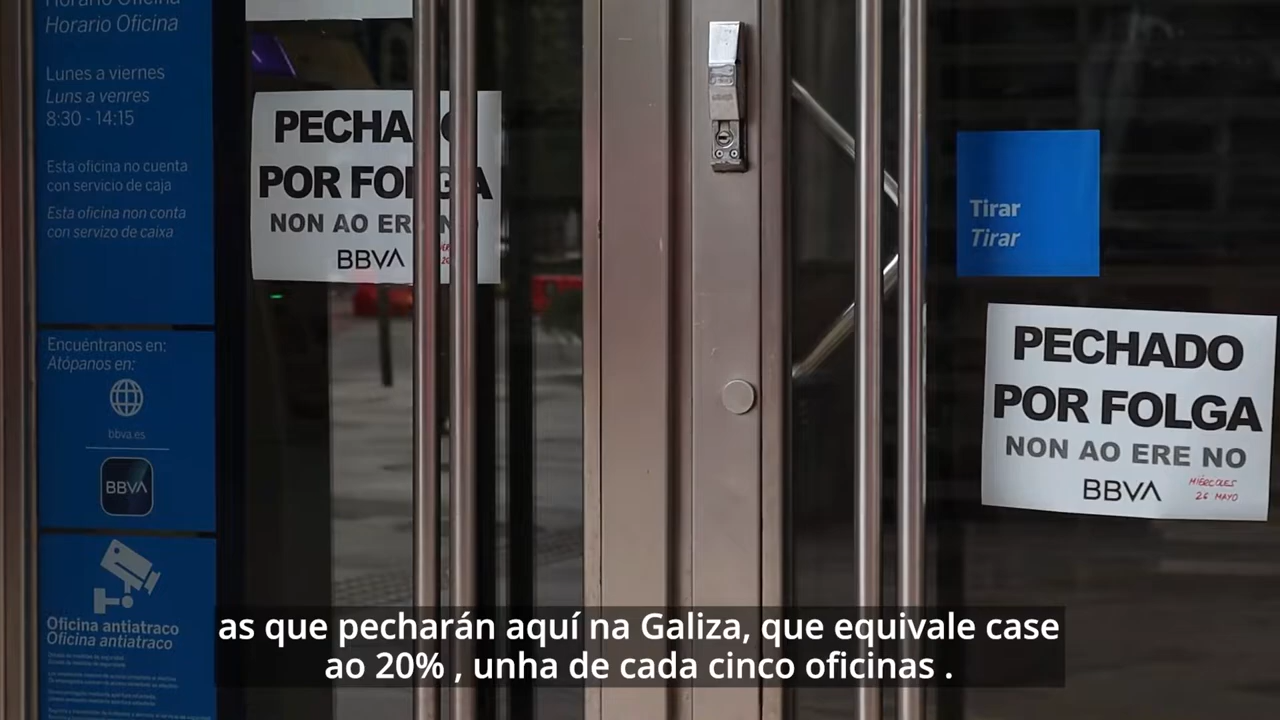 Horario Oficina
Horario Oficina
Lunes a viernes
Luns a venres
8:30 - 14:15
Esta oficina no cuenta
con servicio de caja
Esta oficina non conta
con servizo de caixa
Encuéntranos en:
Atópanos en:
bbva.es
BBVA
Oficina antiatraco
Oficina antiatraco
PECHA
POR FOLGA
NON AO ERE N
BBVA
Tirar
Tirar
PECHADO
POR FOLGA
NON AO ERE NO
BBVA
MIÉRCOLES
26 MAYO
as que pecharán aquí na Galiza, que equivale case
ao 20% , unha de cada cinco oficinas .